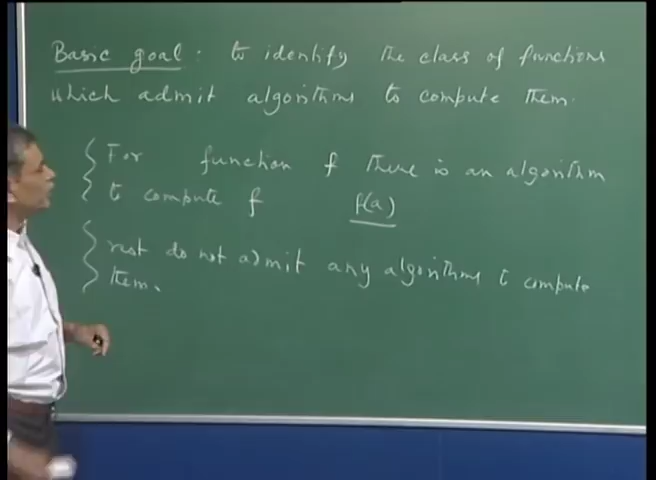 Basic goal : to identify the class of functions
which admit algorithms to compute them.
For function f there is an algorithm
to compute f f(a)
rest do not admit any algorithms to compute
them.